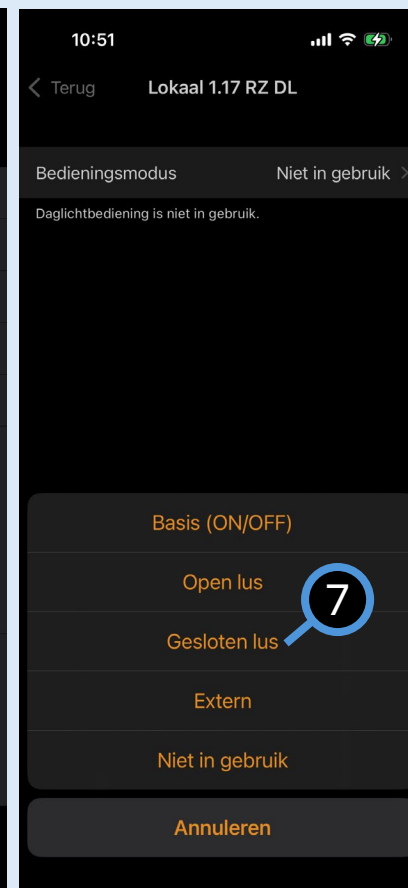 10:51
Terug Lokaal 1.17 RZ DL
Bedieningsmodus Niet in gebruik
Daglichtbediening is niet in gebruik.
Basis (ON/OFF)
Open lus
7
Gesloten lus
Extern
Niet in gebruik
Annuleren